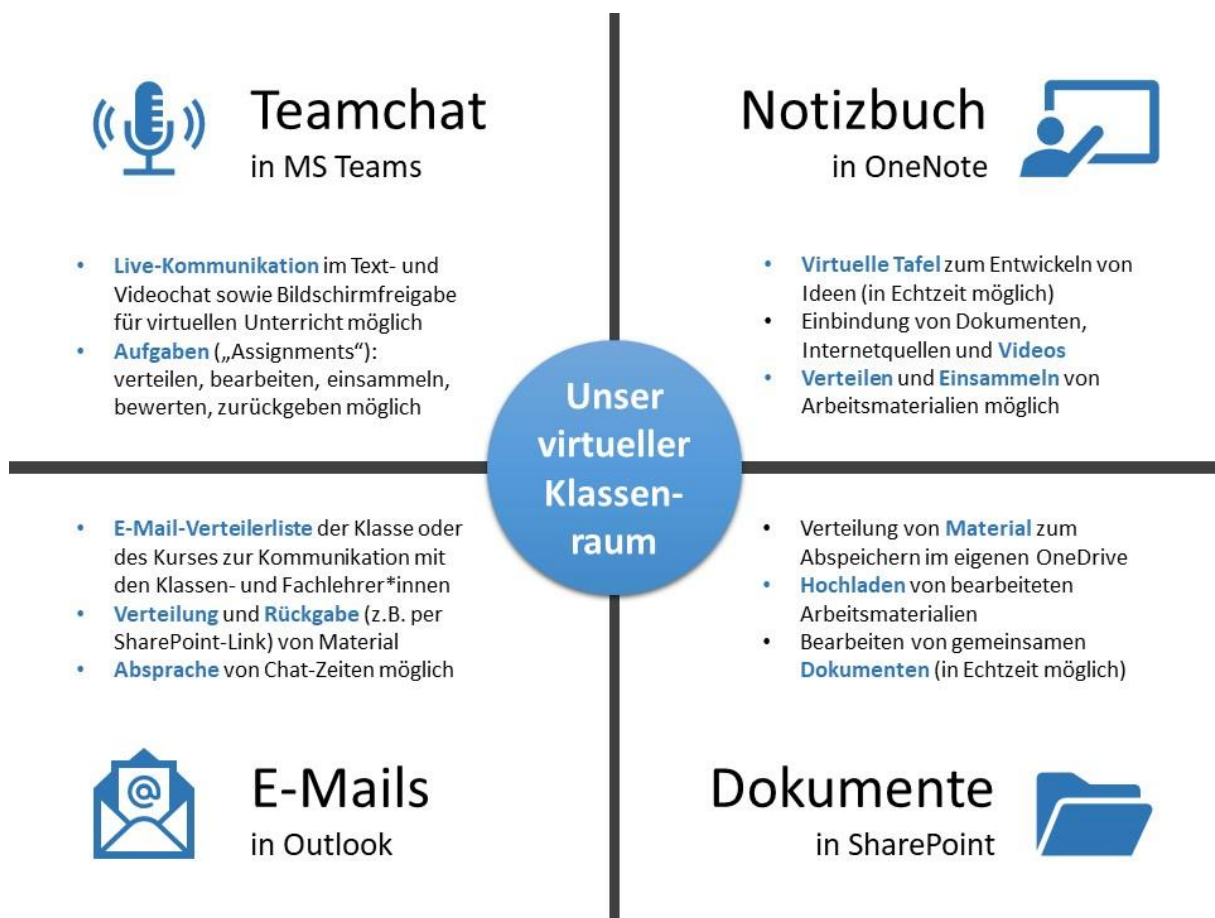 Teamchat
in MS Teams
• Live-Kommunikation im Text- und
Videochat sowie Bildschirmfreigabe
für virtuellen Unterricht möglich
• Aufgaben („Assignments“):
verteilen, bearbeiten, einsammeln,
bewerten, zurückgeben möglich
Notizbuch
in OneNote
• Virtuelle Tafel zum Entwickeln von
Ideen (in Echtzeit möglich)
• Einbindung von Dokumenten,
Internetquellen und Videos
• Verteilen und Einsammeln von
Arbeitsmaterialien möglich
Unser
virtueller
Klassen-
raum
• E-Mail-Verteilerliste der Klasse oder
des Kurses zur Kommunikation mit
den Klassen- und Fachlehrer*innen
• Verteilung und Rückgabe (z.B. per
SharePoint-Link) von Material
• Absprache von Chat-Zeiten möglich
@
E-Mails
in Outlook
• Verteilung von Material zum
Abspeichern im eigenen OneDrive
• Hochladen von bearbeiteten
Arbeitsmaterialien
• Bearbeiten von gemeinsamen
Dokumenten (in Echtzeit möglich)
Dokumente
in SharePoint